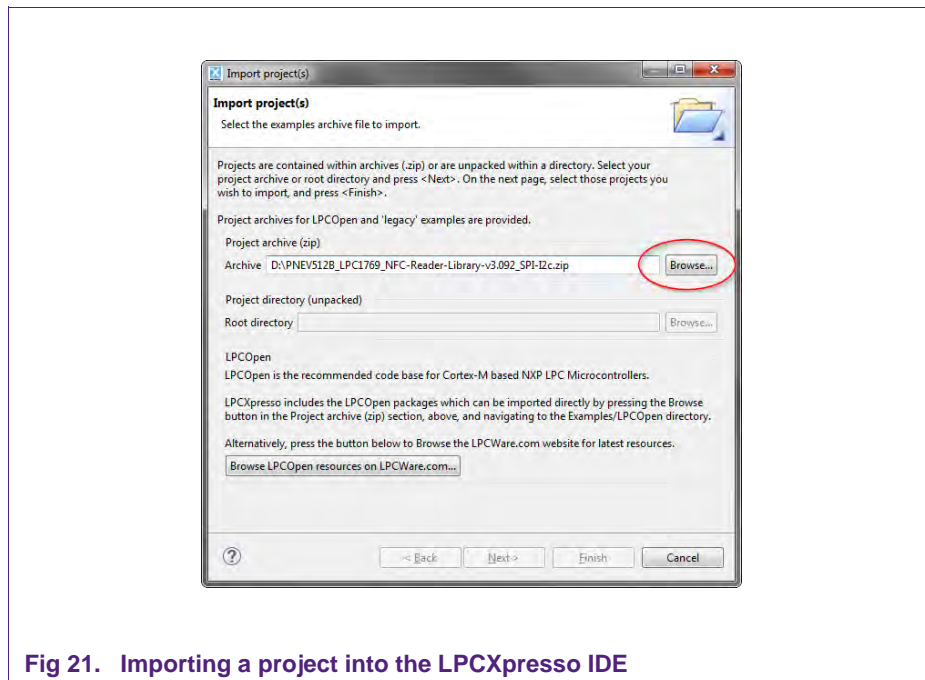 Import project(s)
Import project(s)
Select the examples archive file to import.
Projects are contained within archives (.zip) or are unpacked within a directory. Select your
project archive or root directory and press <Next>. On the next page, select those projects you
wish to import, and press <Finish>.
Project archives for LPCOpen and 'legacy' examples are provided.
Project archive (zip)
Archive D:\PNEV512B_LPC1769_NFC-Reader-Library-v3.092_SPI-I2c.zip Browse...
Project directory (unpacked)
Root directory Browse...
LPCOpen
LPCOpen is the recommended code base for Cortex-M based NXP LPC Microcontrollers.
LPCXpresso includes the LPCOpen packages which can be imported directly by pressing the Browse
button in the Project archive (zip) section, above, and navigating to the Examples/LPCOpen directory.
Alternatively, press the button below to Browse the LPCWare.com website for latest resources.
Browse LPCOpen resources on LPCWare.com...
? < Back Next > Finish Cancel
Fig 21. Importing a project into the LPCXpresso IDE